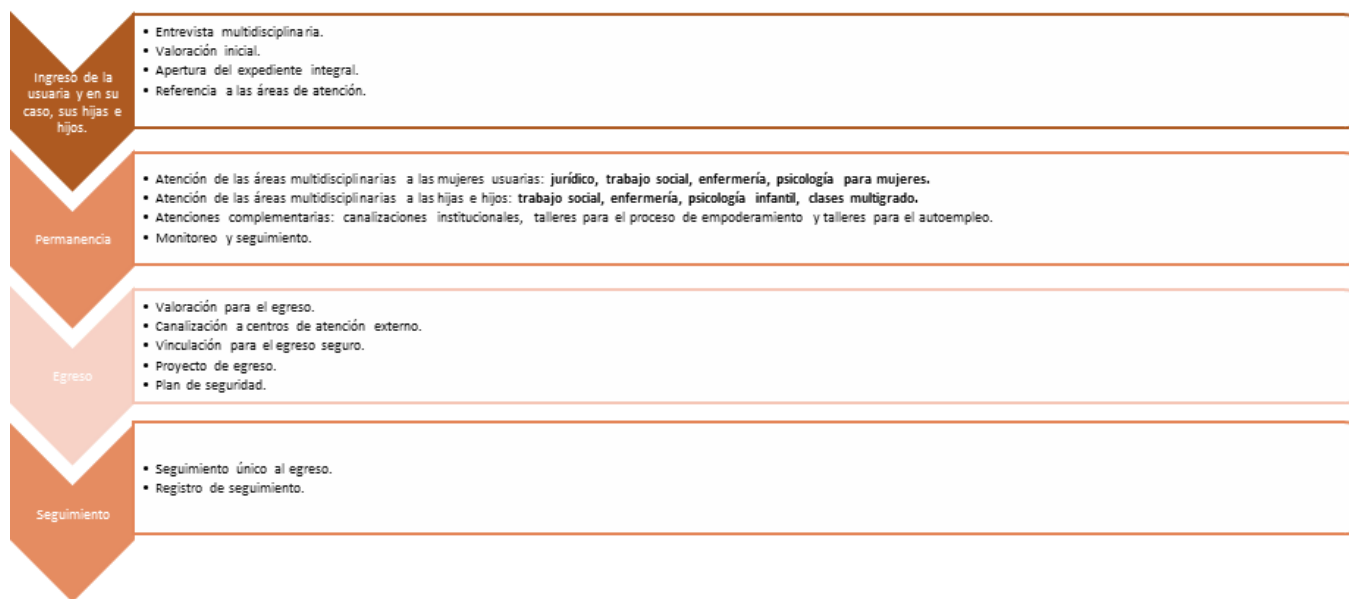 Ingreso de la
usuaria y en su
caso, sus hijas e
hijos.
• Entrevista multidisciplinaria.
• Valoración inicial.
• Apertura del expediente integral.
• Referencia a las áreas de atención.
Permanencia
• Atención de las áreas multidisciplinarias a las mujeres usuarias: jurídico, trabajo social, enfermería, psicología para mujeres.
• Atención de las áreas multidisciplinarias a las hijas e hijos: trabajo social, enfermería, psicología infantil, clases multigrado.
• Atenciones complementarias: canalizaciones institucionales, talleres para el proceso de empoderamiento y talleres para el autoempleo.
• Monitoreo y seguimiento.
Egreso
• Valoración para el egreso.
• Canalización a centros de atención externo.
• Vinculación para el egreso seguro.
• Proyecto de egreso.
• Plan de seguridad.
Seguimiento
• Seguimiento único al egreso.
• Registro de seguimiento.